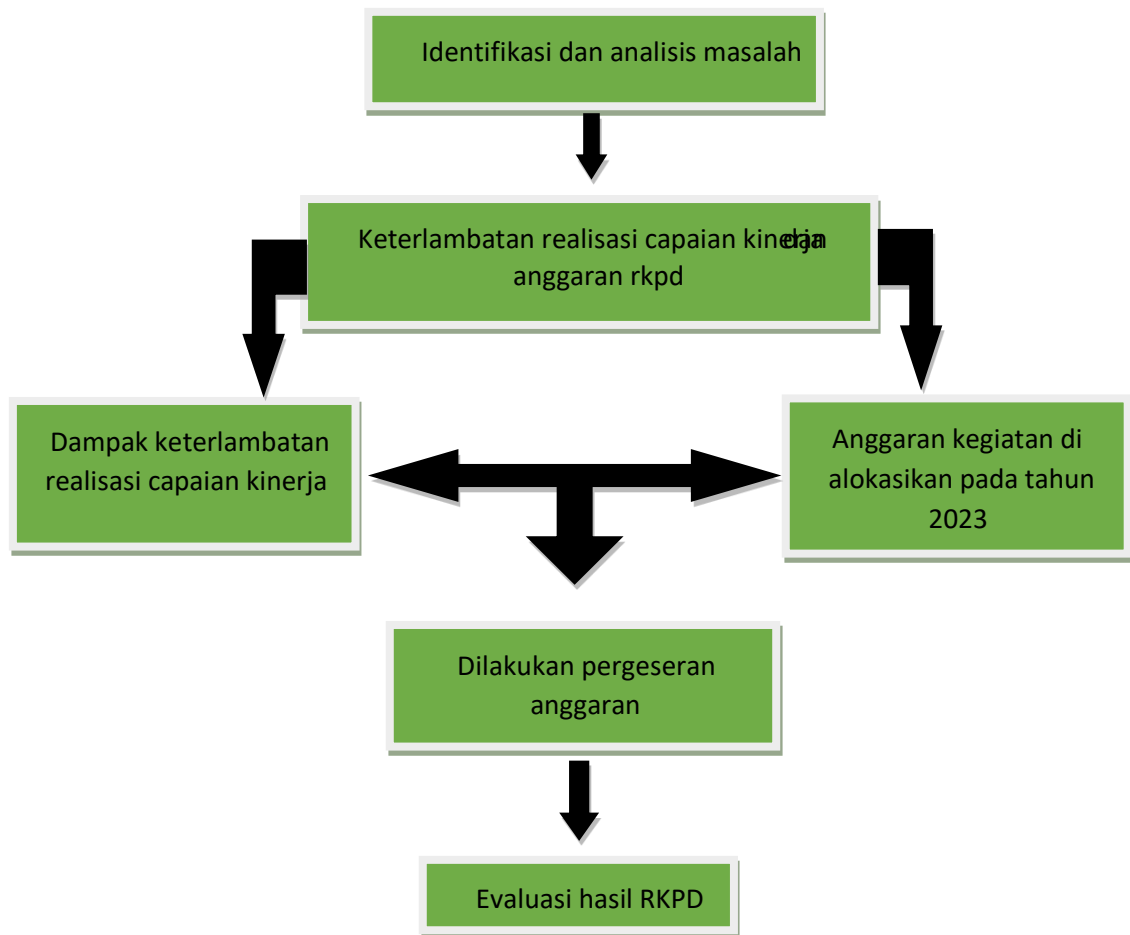 Identifikasi dan analisis masalah
Keterlambatan realisasi capaian kinerja dan
anggaran rkpd
Dampak keterlambatan
realisasi capaian kinerja
Anggaran kegiatan di
alokasikan pada tahun
2023
Dilakukan pergeseran
anggaran
Evaluasi hasil RKPD